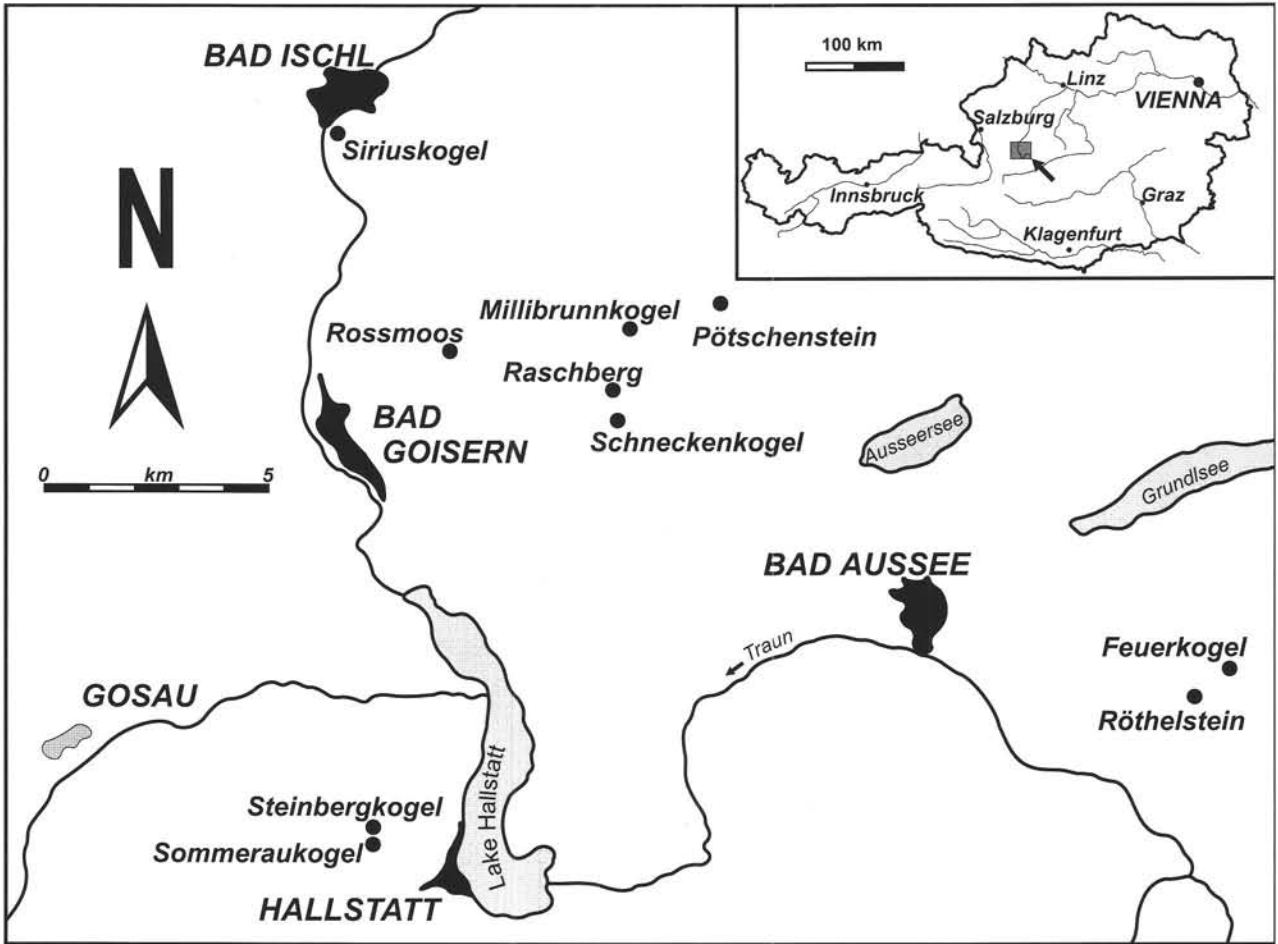 BAD ISCHL
Siriuskogel
N
100 km
Linz
VIENNA
Salzburg
Innsbruck
Graz
Klagenfurt
Millibrunnkogel
Pötschenstein
Rossmoos
Raschberg
Schneckenkogel
BAD
GOISERN
0 km 5
Ausseersee
Grundlsee
BAD AUSSEE
Traun
Feuerkogel
Röthelstein
GOSAU
Lake Hallstatt
Steinbergkogel
Sommeraukogel
HALLSTATT